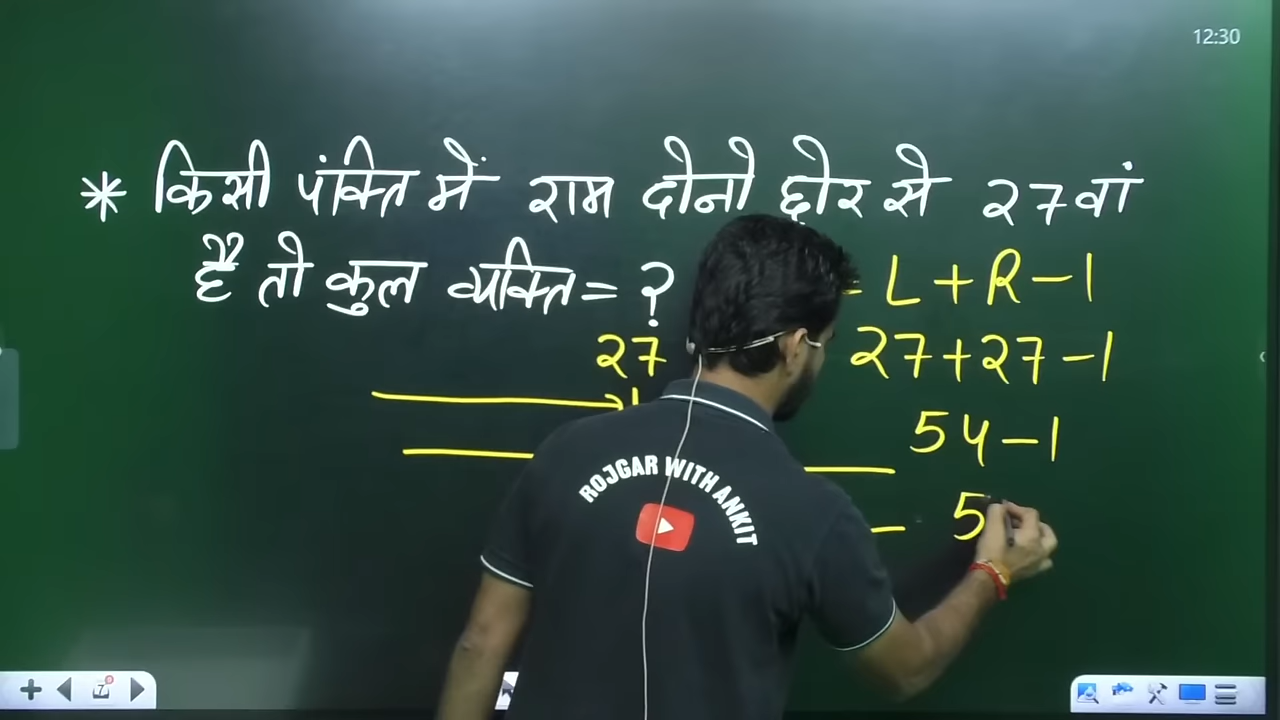 12:30
* किसी पंक्ति में राम दोनो छोर से 27वां
है तो कुल व्यक्ति = ?
= L + R - 1
27
27 + 27 - 1
54 - 1
5
ROJGAR WITH ANKIT